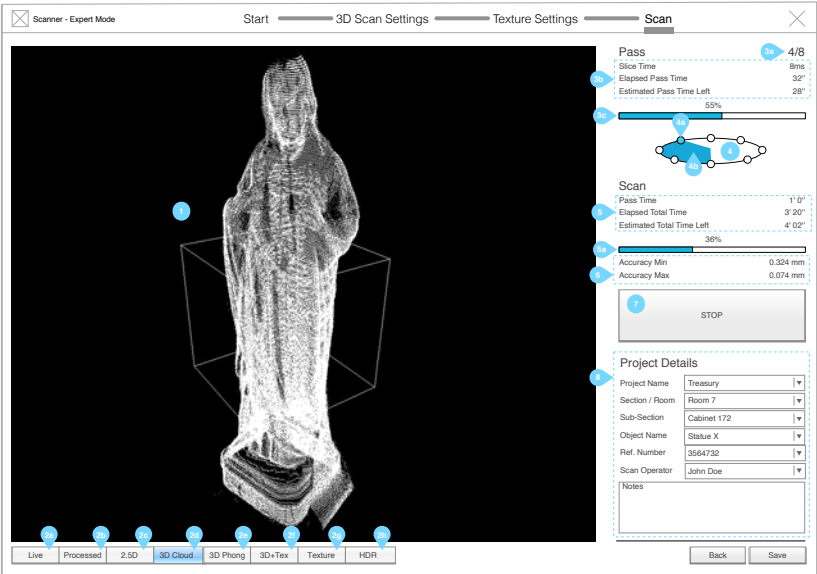 Scanner - Expert Mode
Start
3D Scan Settings
Texture Settings
Scan
Pass
3a
4/8
Slice Time 8ms
3b
Elapsed Pass Time 32"
Estimated Pass Time Left 28"
55%
3c
4a
4
4b
Scan
Pass Time 1' 0"
5
Elapsed Total Time 3' 20"
Estimated Total Time Left 4' 02"
36%
5a
Accuracy Min 0.324 mm
6
Accuracy Max 0.074 mm
7
STOP
1
Project Details
8
Project Name Treasury
Section / Room Room 7
Sub-Section Cabinet 172
Object Name Statue X
Ref. Number 3564732
Scan Operator John Doe
Notes
2a 2b 2c 2d 2e 2f 2g 2h
Live Processed 2.5D 3D Cloud 3D Phong 3D+Tex Texture HDR
Back Save